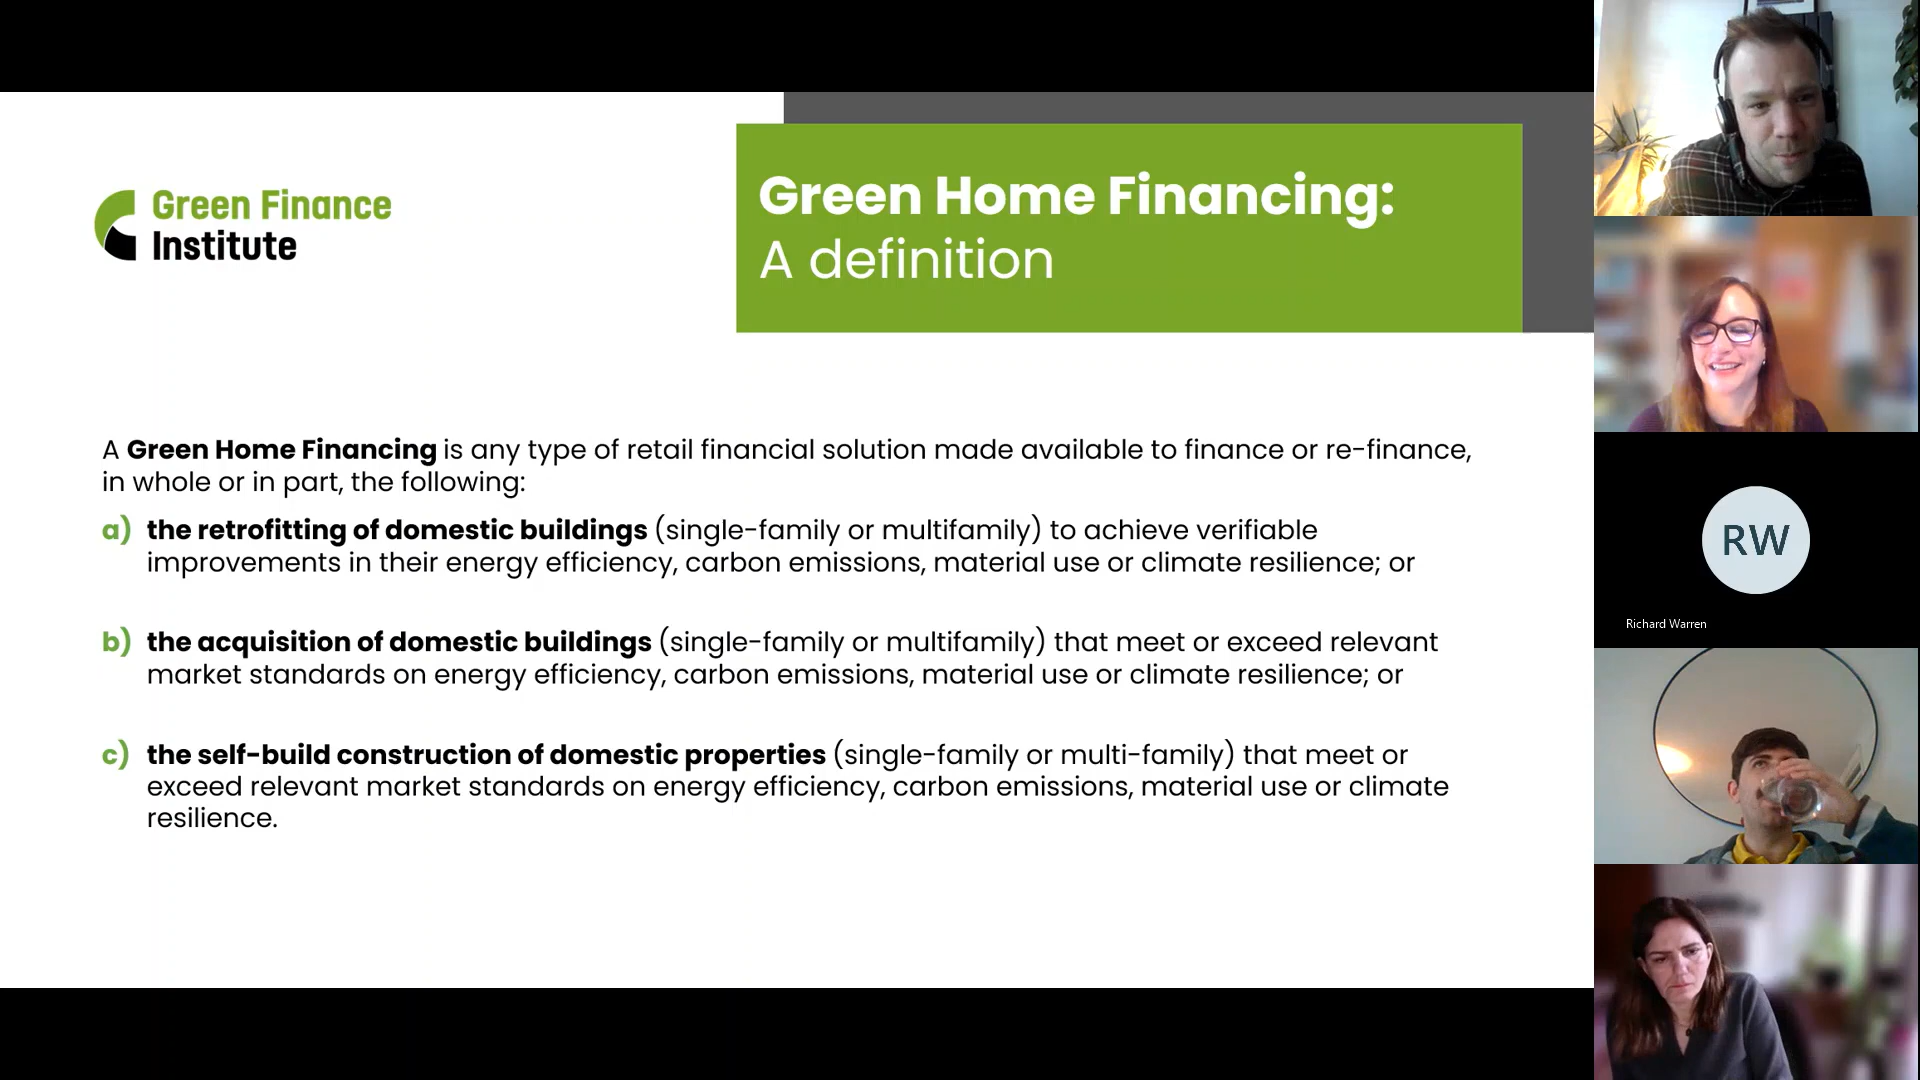 Green Finance
Institute
Green Home Financing:
A definition
A Green Home Financing is any type of retail financial solution made available to finance or re-finance,
in whole or in part, the following:
a) the retrofitting of domestic buildings (single-family or multifamily) to achieve verifiable
improvements in their energy efficiency, carbon emissions, material use or climate resilience; or
b) the acquisition of domestic buildings (single-family or multifamily) that meet or exceed relevant
market standards on energy efficiency, carbon emissions, material use or climate resilience; or
c) the self-build construction of domestic properties (single-family or multi-family) that meet or
exceed relevant market standards on energy efficiency, carbon emissions, material use or climate
resilience.
RW
Richard Warren